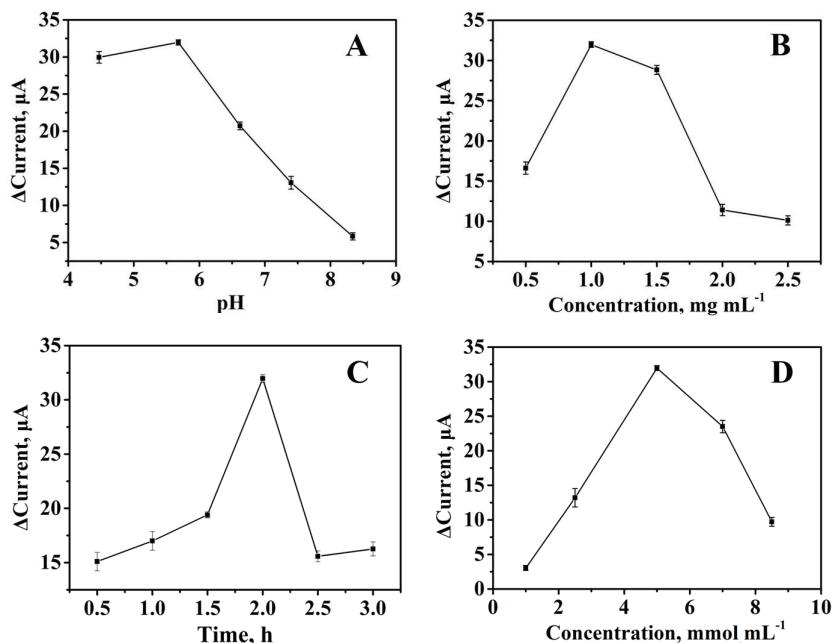 A
ΔCurrent, µA
35
30
25
20
15
10
5
4 5 6 7 8 9
pH
B
ΔCurrent, µA
35
30
25
20
15
10
5
0.5 1.0 1.5 2.0 2.5
Concentration, mg mL⁻¹
C
ΔCurrent, µA
35
30
25
20
15
0.5 1.0 1.5 2.0 2.5 3.0
Time, h
D
ΔCurrent, µA
35
30
25
20
15
10
5
0
0 2 4 6 8 10
Concentration, mmol mL⁻¹